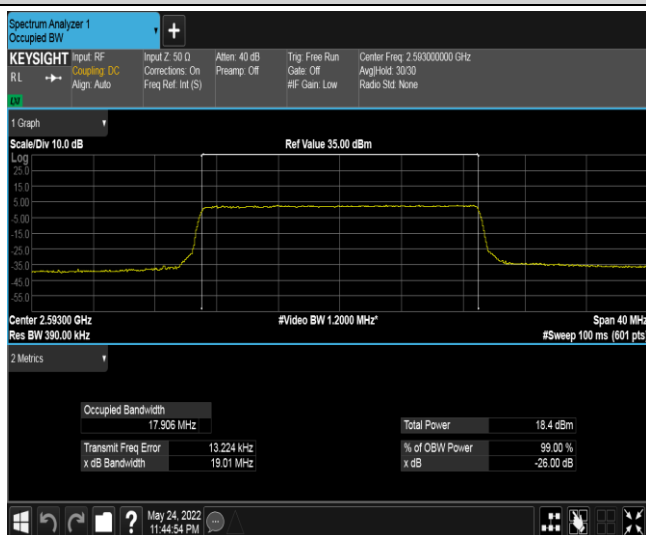 Spectrum Analyzer 1
Occupied BW
+
KEYSIGHT
RL
Input: RF
Coupling: DC
Align: Auto
Input Z: 50 Ω
Corrections: On
Freq Ref: Int (S)
Atten: 40 dB
Preamp: Off
Trig: Free Run
Gate: Off
#IF Gain: Low
Center Freq: 2.593000000 GHz
Avg|Hold: 30/30
Radio Std: None
1 Graph
Scale/Div 10.0 dB
Ref Value 35.00 dBm
Log
25.0
15.0
5.00
-5.00
-15.0
-25.0
-35.0
-45.0
-55.0
Center 2.59300 GHz
#Video BW 1.2000 MHz*
Span 40 MHz
Res BW 390.00 kHz
#Sweep 100 ms (601 pts)
2 Metrics
Occupied Bandwidth
17.906 MHz
Total Power 18.4 dBm
Transmit Freq Error 13.224 kHz
% of OBW Power 99.00 %
x dB Bandwidth 19.01 MHz
x dB -26.00 dB
?
May 24, 2022
11:44:54 PM